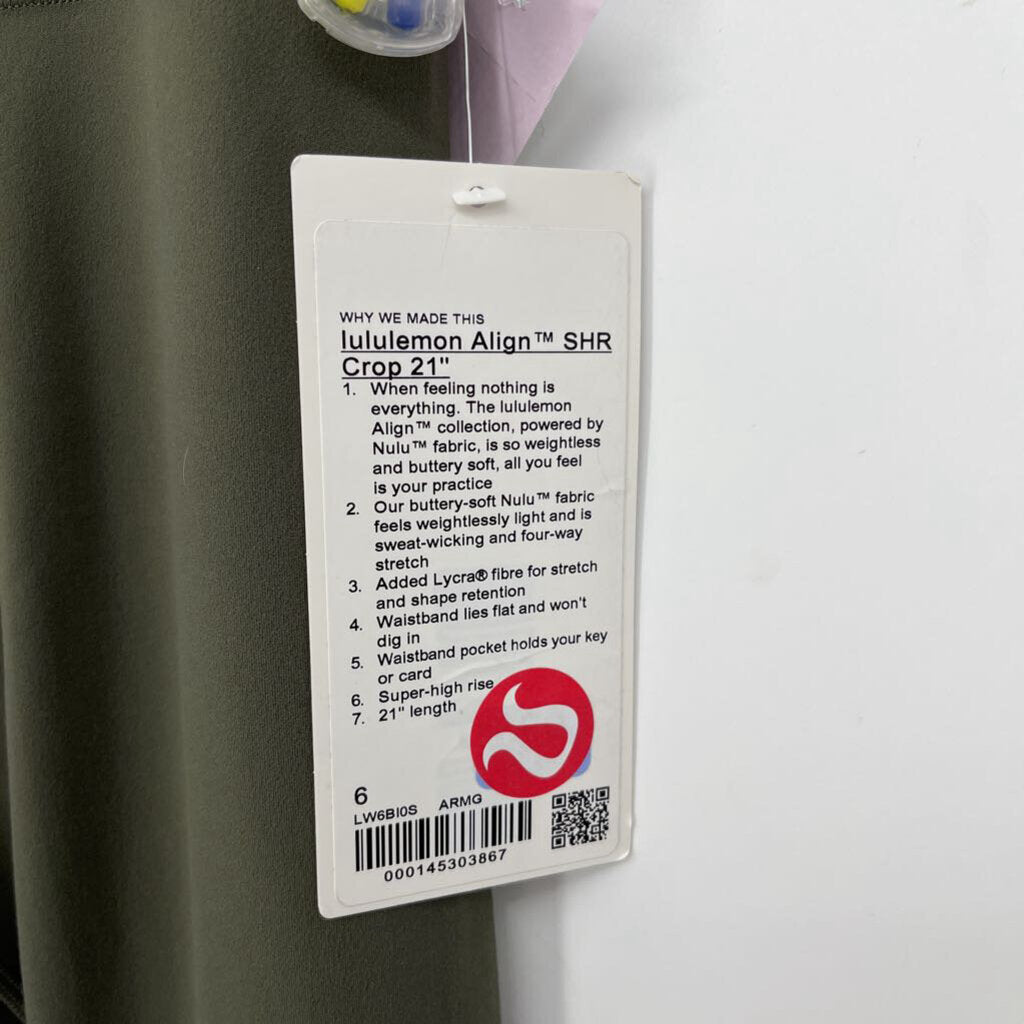 WHY WE MADE THIS
lululemon Align™ SHR
Crop 21"
1. When feeling nothing is
everything. The lululemon
Align™ collection, powered by
Nulu™ fabric, is so weightless
and buttery soft, all you feel
is your practice
2. Our buttery-soft Nulu™ fabric
feels weightlessly light and is
sweat-wicking and four-way
stretch
3. Added Lycra® fibre for stretch
and shape retention
4. Waistband lies flat and won't
dig in
5. Waistband pocket holds your key
or card
6. Super-high rise
7. 21" length
6
LW6BI0S ARMG
000145303867